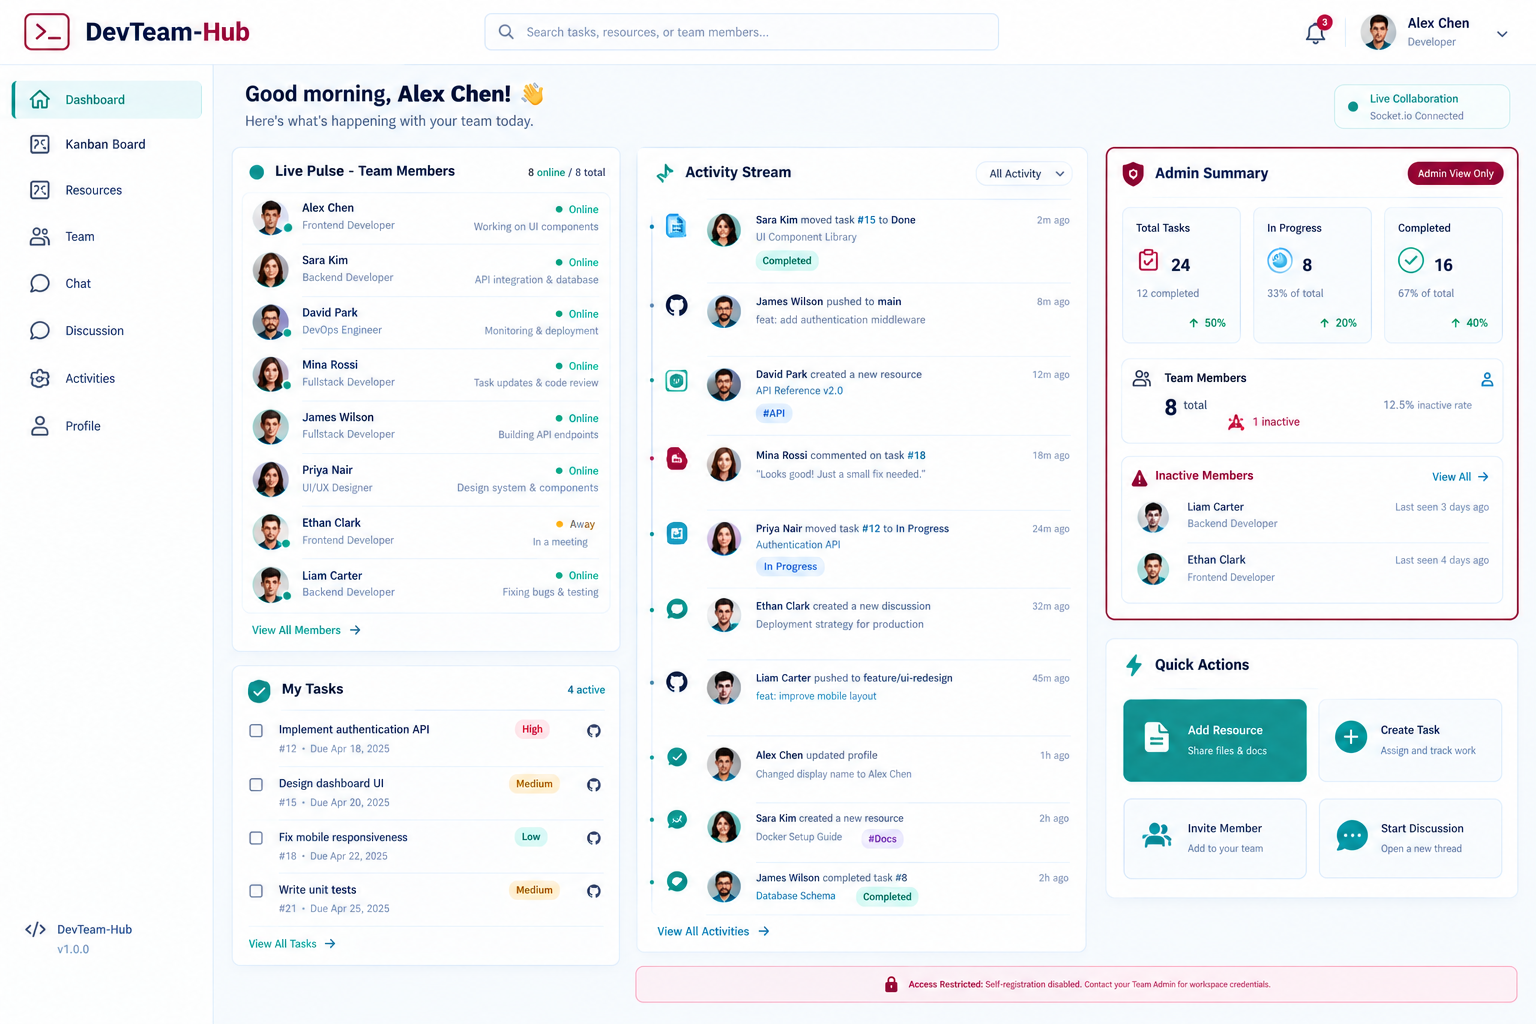 DevTeam-Hub
Search tasks, resources, or team members...
3
Alex Chen
Developer
Dashboard
Kanban Board
Resources
Team
Chat
Discussion
Activities
Profile
DevTeam-Hub
v1.0.0
Good morning, Alex Chen! 👋
Here's what's happening with your team today.
Live Collaboration
Socket.io Connected
Live Pulse - Team Members
8 online / 8 total
Alex Chen
Online
Frontend Developer
Working on UI components
Sara Kim
Online
Backend Developer
API integration & database
David Park
Online
DevOps Engineer
Monitoring & deployment
Mina Rossi
Online
Fullstack Developer
Task updates & code review
James Wilson
Online
Fullstack Developer
Building API endpoints
Priya Nair
Online
UI/UX Designer
Design system & components
Ethan Clark
Away
Frontend Developer
In a meeting
Liam Carter
Online
Backend Developer
Fixing bugs & testing
View All Members →
My Tasks
4 active
Implement authentication API
High
#12 • Due Apr 18, 2025
Design dashboard UI
Medium
#15 • Due Apr 20, 2025
Fix mobile responsiveness
Low
#18 • Due Apr 22, 2025
Write unit tests
Medium
#21 • Due Apr 25, 2025
View All Tasks →
Activity Stream
All Activity
Sara Kim moved task #15 to Done
2m ago
UI Component Library
Completed
James Wilson pushed to main
8m ago
feat: add authentication middleware
David Park created a new resource
12m ago
API Reference v2.0
#API
Mina Rossi commented on task #18
18m ago
"Looks good! Just a small fix needed."
Priya Nair moved task #12 to In Progress
24m ago
Authentication API
In Progress
Ethan Clark created a new discussion
32m ago
Deployment strategy for production
Liam Carter pushed to feature/ui-redesign
45m ago
feat: improve mobile layout
Alex Chen updated profile
1h ago
Changed display name to Alex Chen
Sara Kim created a new resource
2h ago
Docker Setup Guide
#Docs
James Wilson completed task #8
2h ago
Database Schema
Completed
View All Activities →
Admin Summary
Admin View Only
Total Tasks
24
12 completed
↑ 50%
In Progress
8
33% of total
↑ 20%
Completed
16
67% of total
↑ 40%
Team Members
8 total
12.5% inactive rate
1 inactive
Inactive Members
View All →
Liam Carter
Last seen 3 days ago
Backend Developer
Ethan Clark
Last seen 4 days ago
Frontend Developer
Quick Actions
Add Resource
Share files & docs
Create Task
Assign and track work
Invite Member
Add to your team
Start Discussion
Open a new thread
Access Restricted: Self-registration disabled. Contact your Team Admin for workspace credentials.